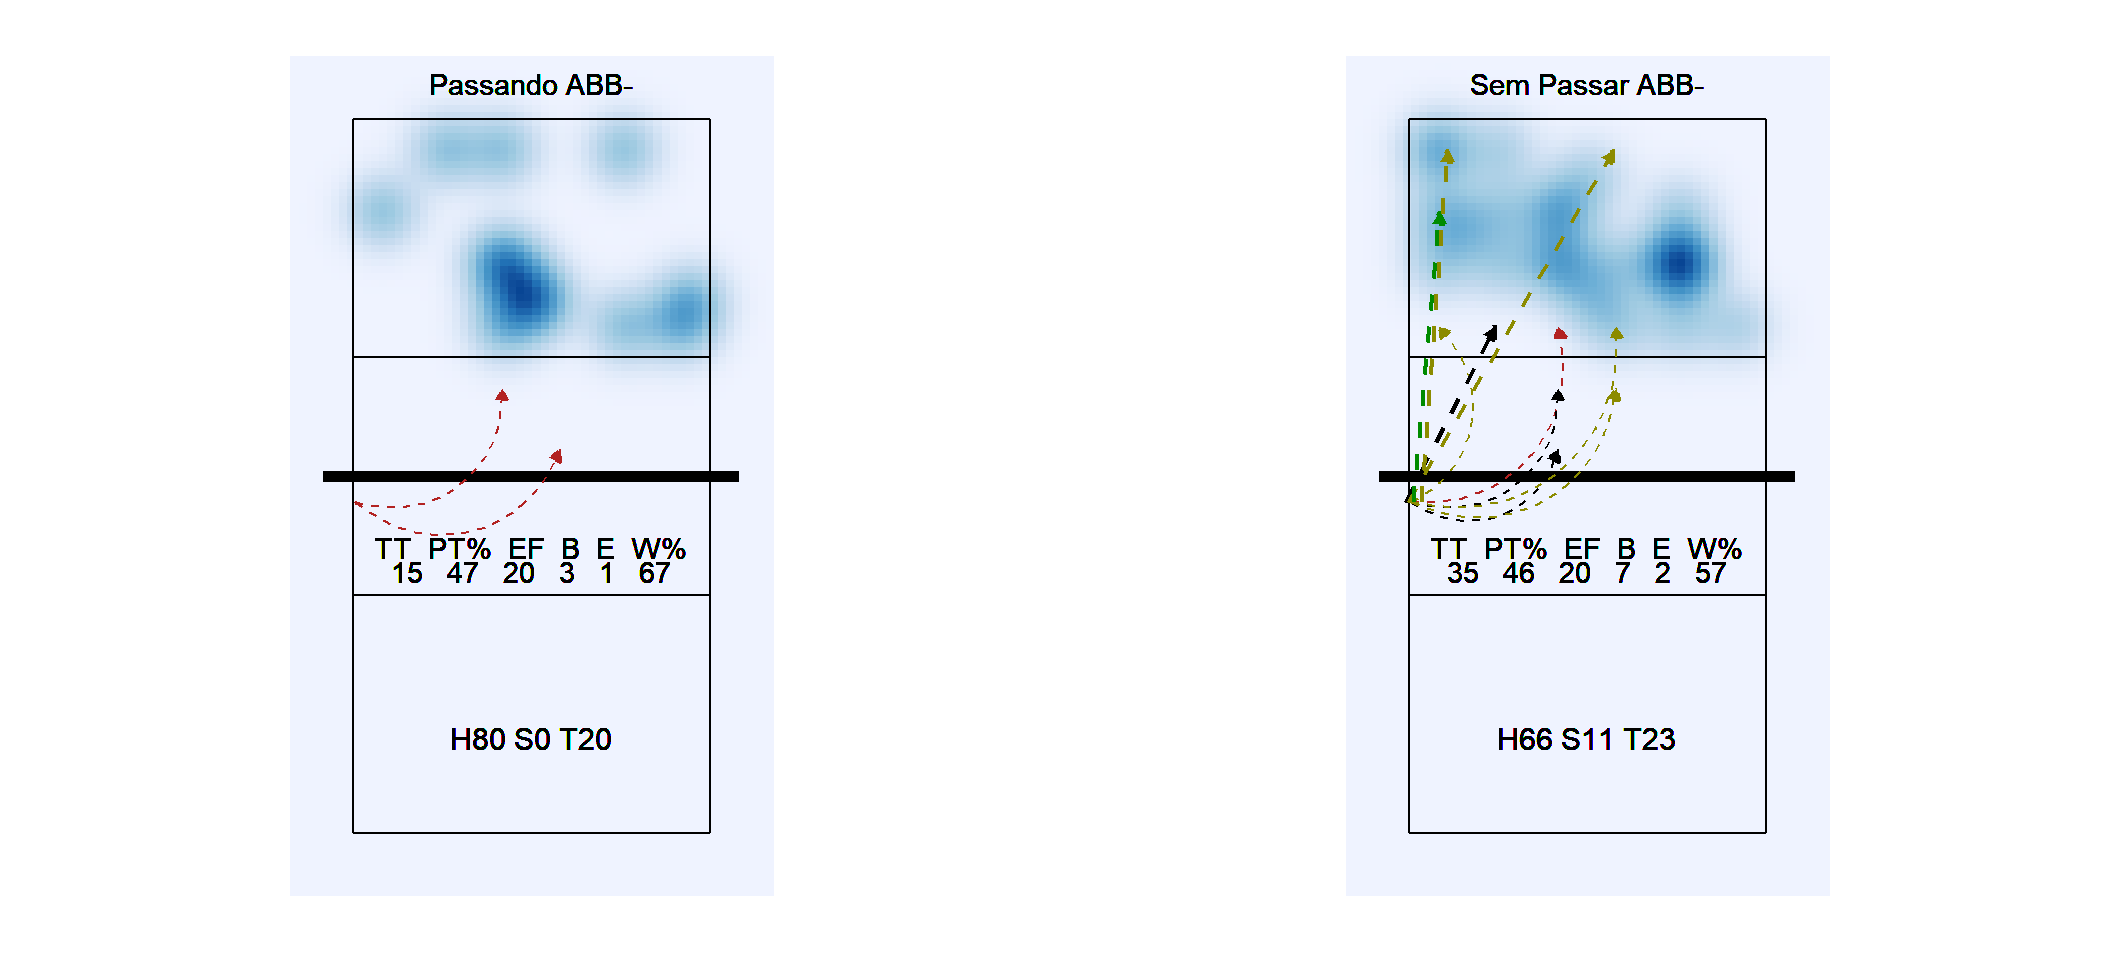 Passando ABB-
TT PT% EF B E W%
15 47 20 3 1 67
H80 S0 T20
Sem Passar ABB-
TT PT% EF B E W%
35 46 20 7 2 57
H66 S11 T23